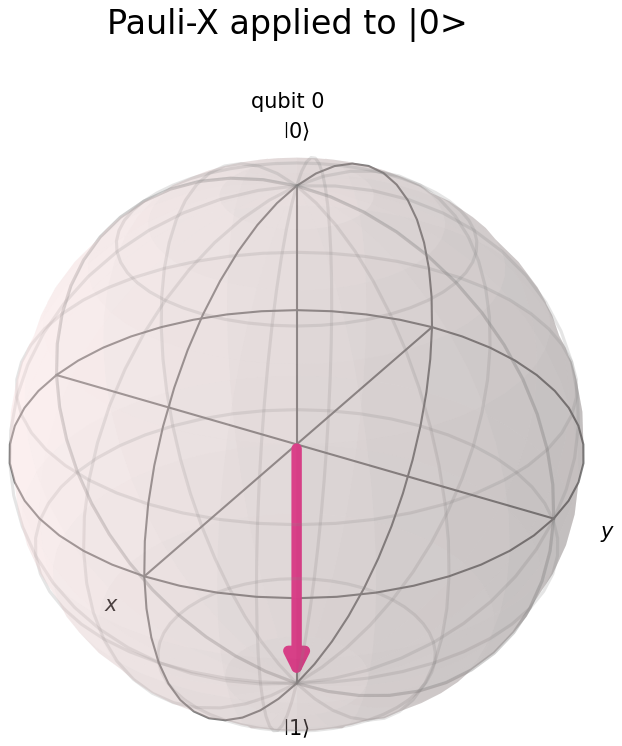 Pauli-X applied to |0>
qubit 0
|0⟩
y
x
|1⟩